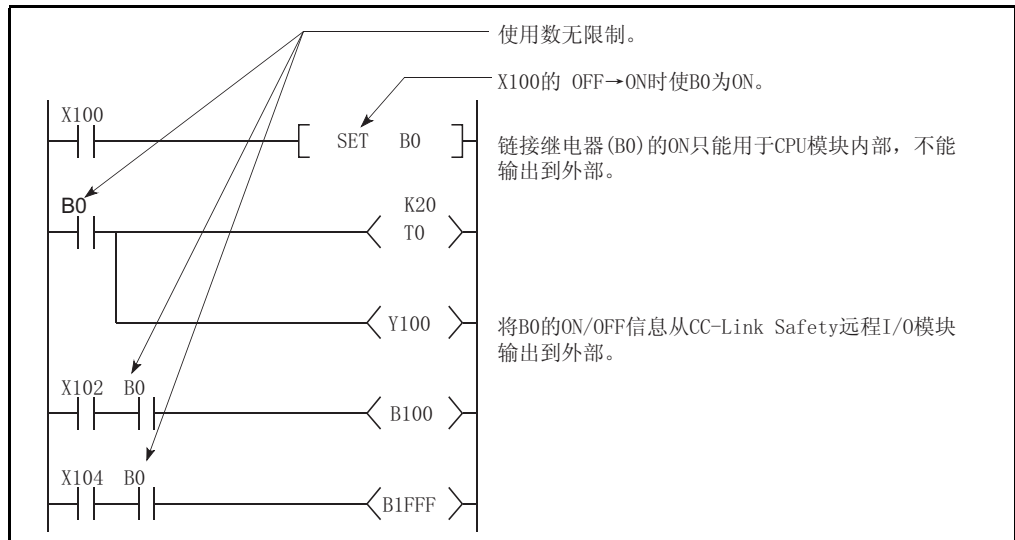 使用数无限制。
X100的 OFF→ON时使B0为ON。
X100
SET B0
链接继电器(B0)的ON只能用于CPU模块内部，不能
输出到外部。
B0
K20
T0
Y100
将B0的ON/OFF信息从CC-Link Safety远程I/O模块
输出到外部。
X102 B0
B100
X104 B0
B1FFF